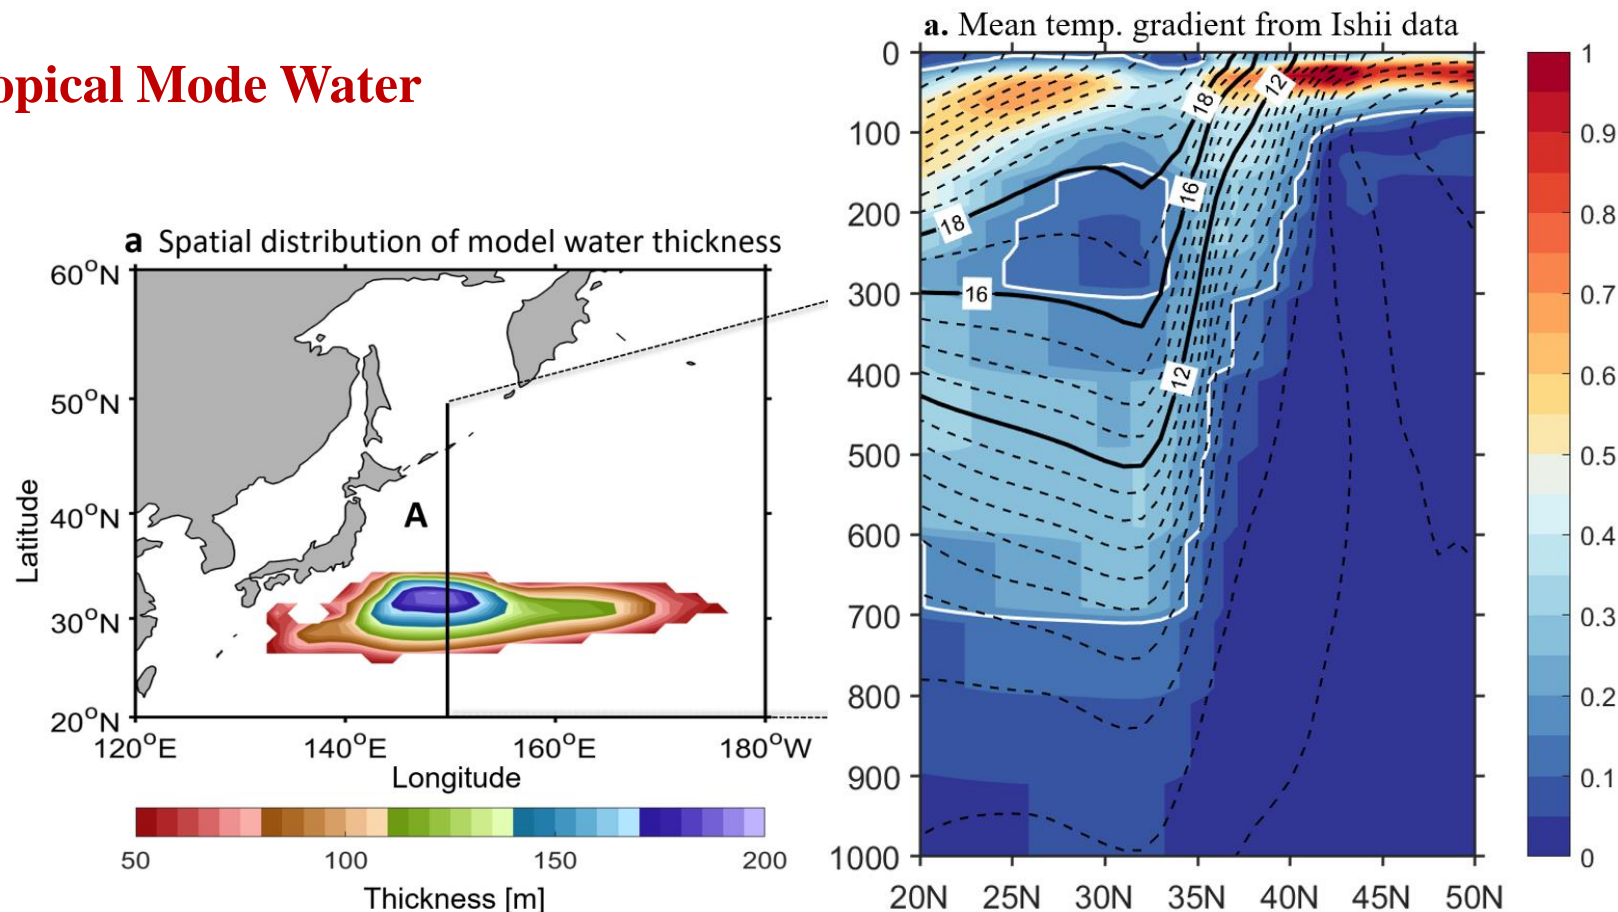 opical Mode Water
a Spatial distribution of model water thickness
60°N
50°N
40°N
30°N
20°N
Latitude
A
120°E 140°E 160°E 180°W
Longitude
50 100 150 200
Thickness [m]
a. Mean temp. gradient from Ishii data
0
100
200
300
400
500
600
700
800
900
1000
18
12
16
18
16
12
20N 25N 30N 35N 40N 45N 50N
1
0.9
0.8
0.7
0.6
0.5
0.4
0.3
0.2
0.1
0